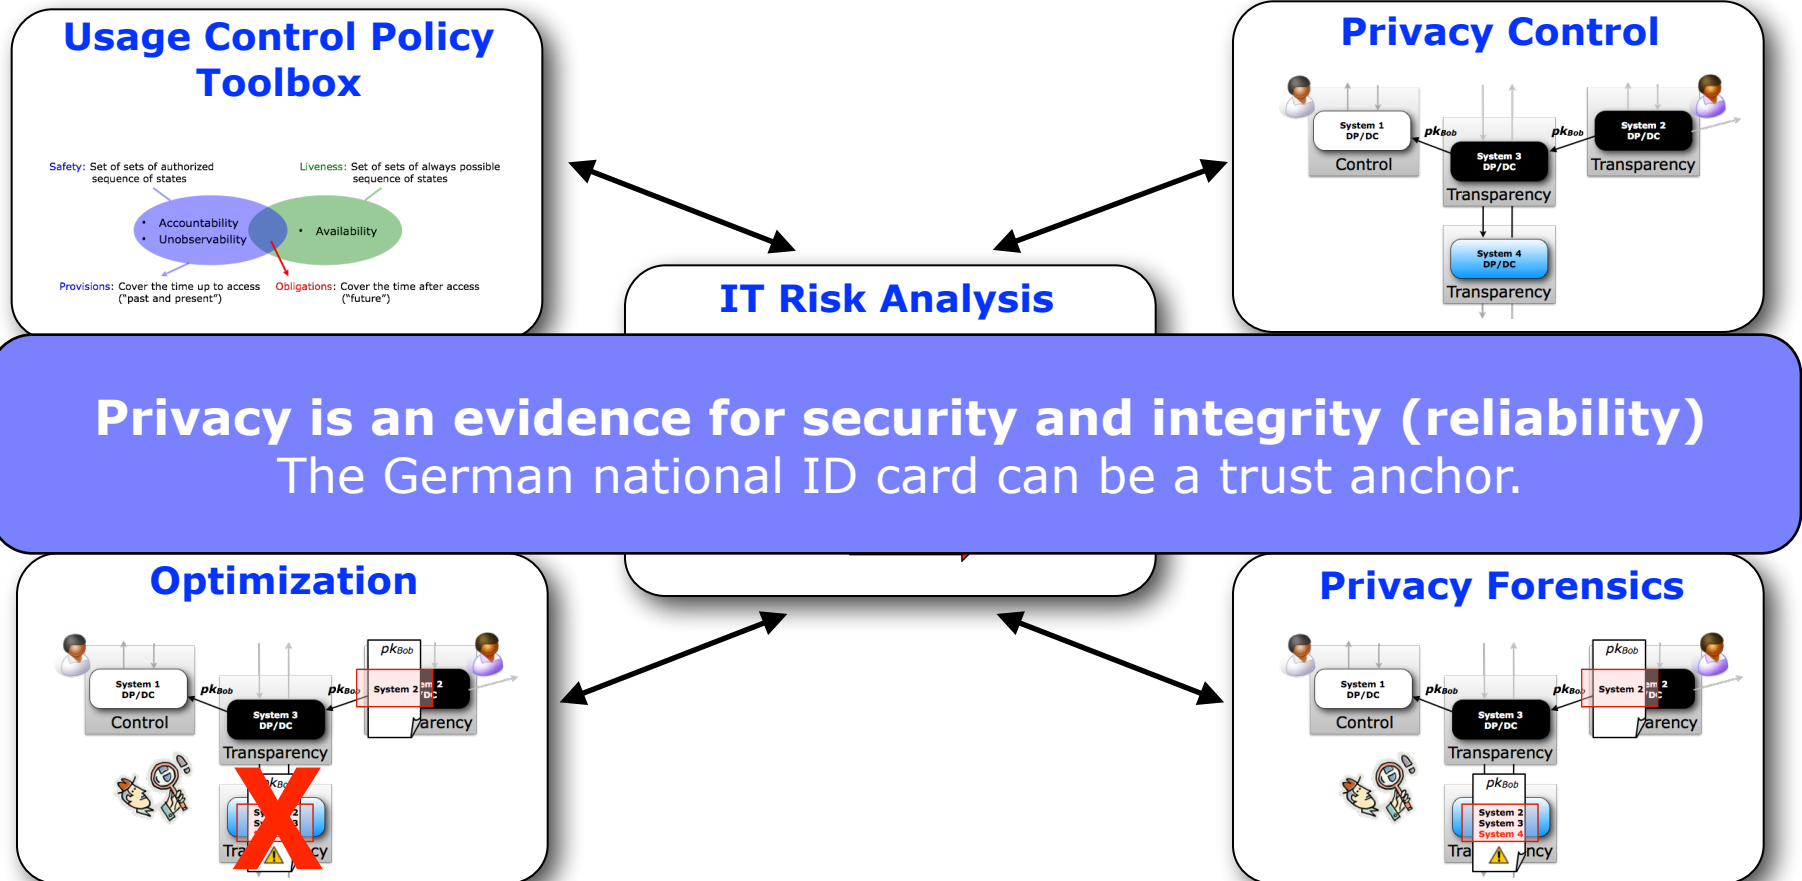 Usage Control Policy
Toolbox
Safety: Set of sets of authorized
sequence of states
Liveness: Set of sets of always possible
sequence of states
• Accountability
• Unobservability
• Availability
Provisions: Cover the time up to access
(“past and present”)
Obligations: Cover the time after access
(“future”)
Privacy Control
System 1
DP/DC
Control
pkBob
System 3
DP/DC
Transparency
pkBob
System 2
DP/DC
Transparency
System 4
DP/DC
Transparency
IT Risk Analysis
Privacy is an evidence for security and integrity (reliability)
The German national ID card can be a trust anchor.
Optimization
System 1
DP/DC
Control
pkBob
System 3
DP/DC
Transparency
pkBob
pkBob
System 2
Privacy Forensics
System 1
DP/DC
Control
pkBob
System 3
DP/DC
Transparency
pkBob
pkBob
System 2
pkBob
System 2
System 3
System 4